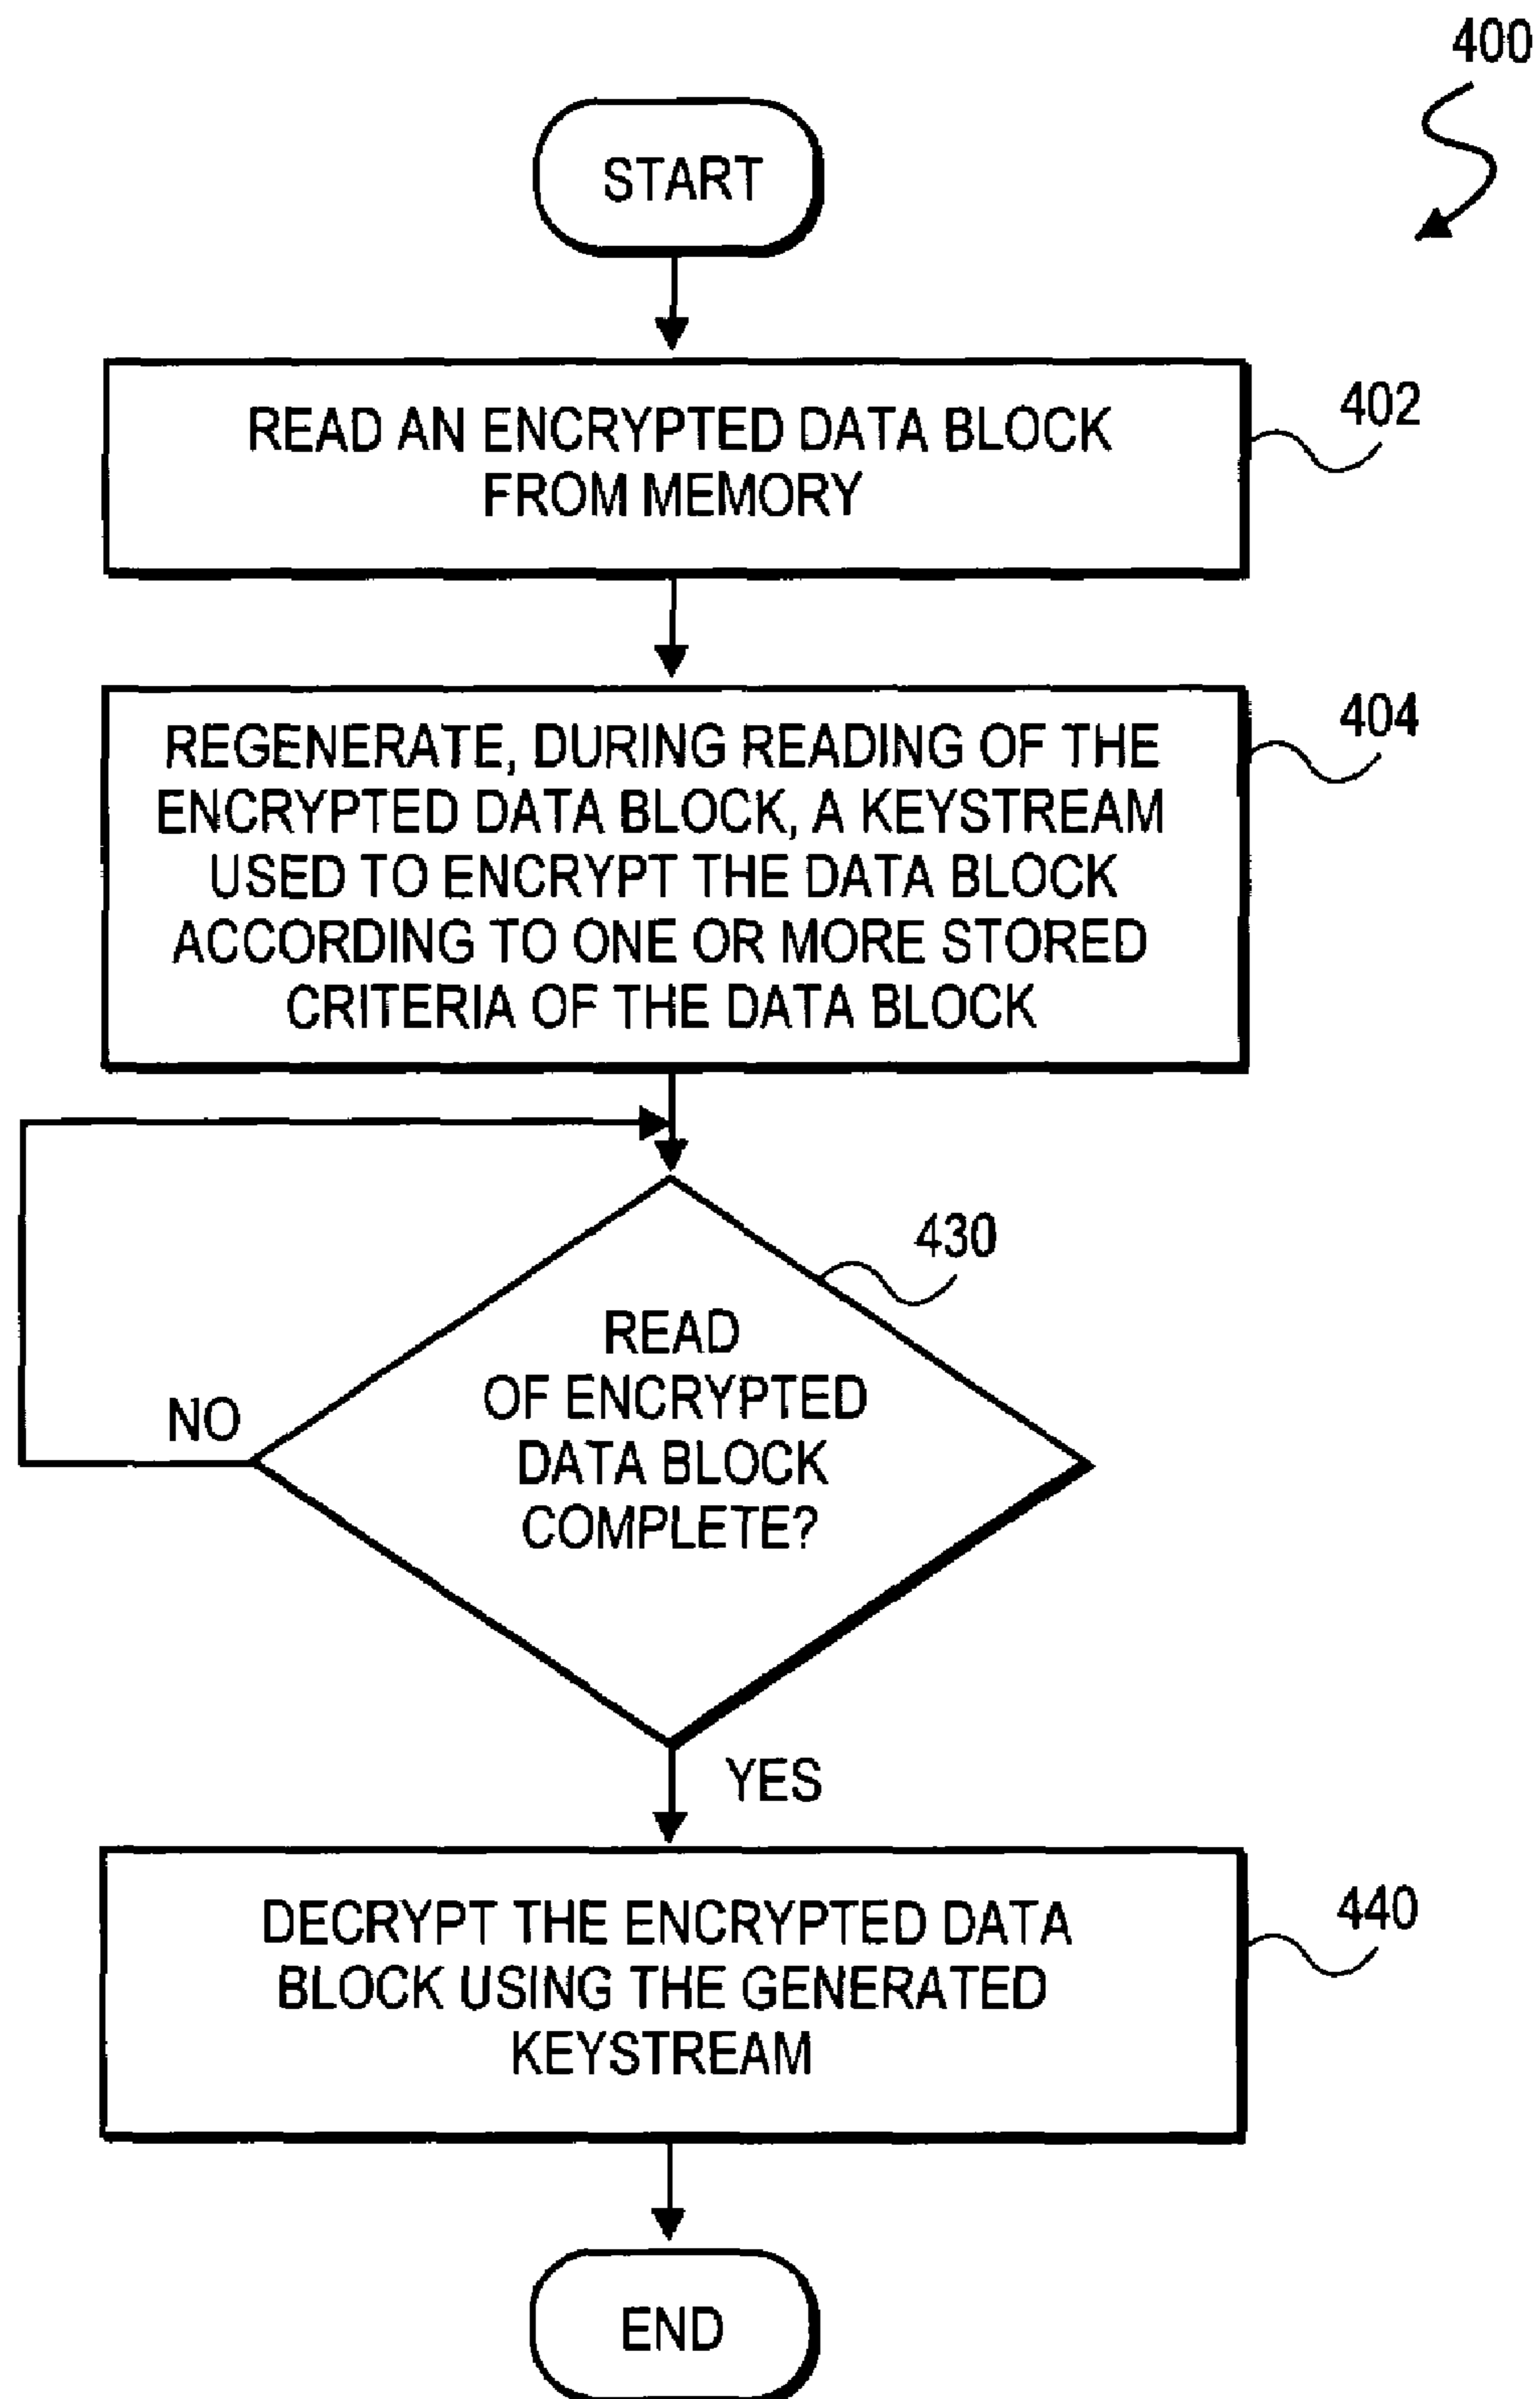 400
START
READ AN ENCRYPTED DATA BLOCK
FROM MEMORY
402
REGENERATE, DURING READING OF THE
ENCRYPTED DATA BLOCK, A KEYSTREAM
USED TO ENCRYPT THE DATA BLOCK
ACCORDING TO ONE OR MORE STORED
CRITERIA OF THE DATA BLOCK
404
430
READ
OF ENCRYPTED
DATA BLOCK
COMPLETE?
NO
YES
DECRYPT THE ENCRYPTED DATA
BLOCK USING THE GENERATED
KEYSTREAM
440
END